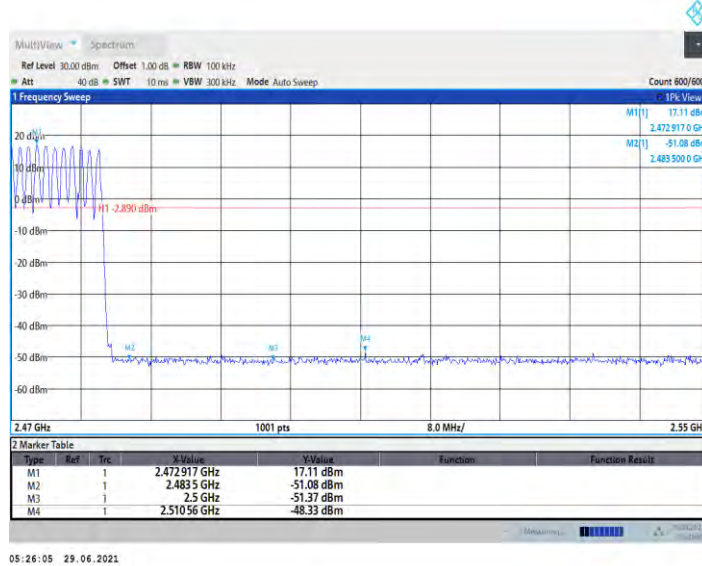 MultiView Spectrum
Ref Level 30.00 dBm Offset 1.00 dB RBW 100 kHz
Att 40 dB SWT 10 ms VBW 300 kHz Mode Auto Sweep Count 600/600
1 Frequency Sweep 1Pk View
M1[1] 17.11 dBm
2.472 917 0 GH
M2[1] -51.08 dBm
2.483 500 0 GH
M1
20 dBm
10 dBm
0 dBm
H1 -2.890 dBm
-10 dBm
-20 dBm
-30 dBm
-40 dBm
M4
M2 M3
-50 dBm
-60 dBm
2.47 GHz 1001 pts 8.0 MHz/ 2.55 GH
2 Marker Table
Type Ref Trc X-Value Y-Value Function Function Result
M1 1 2.472 917 GHz 17.11 dBm
M2 1 2.483 5 GHz -51.08 dBm
M3 1 2.5 GHz -51.37 dBm
M4 1 2.510 56 GHz -48.33 dBm
05:26:05 29.06.2021